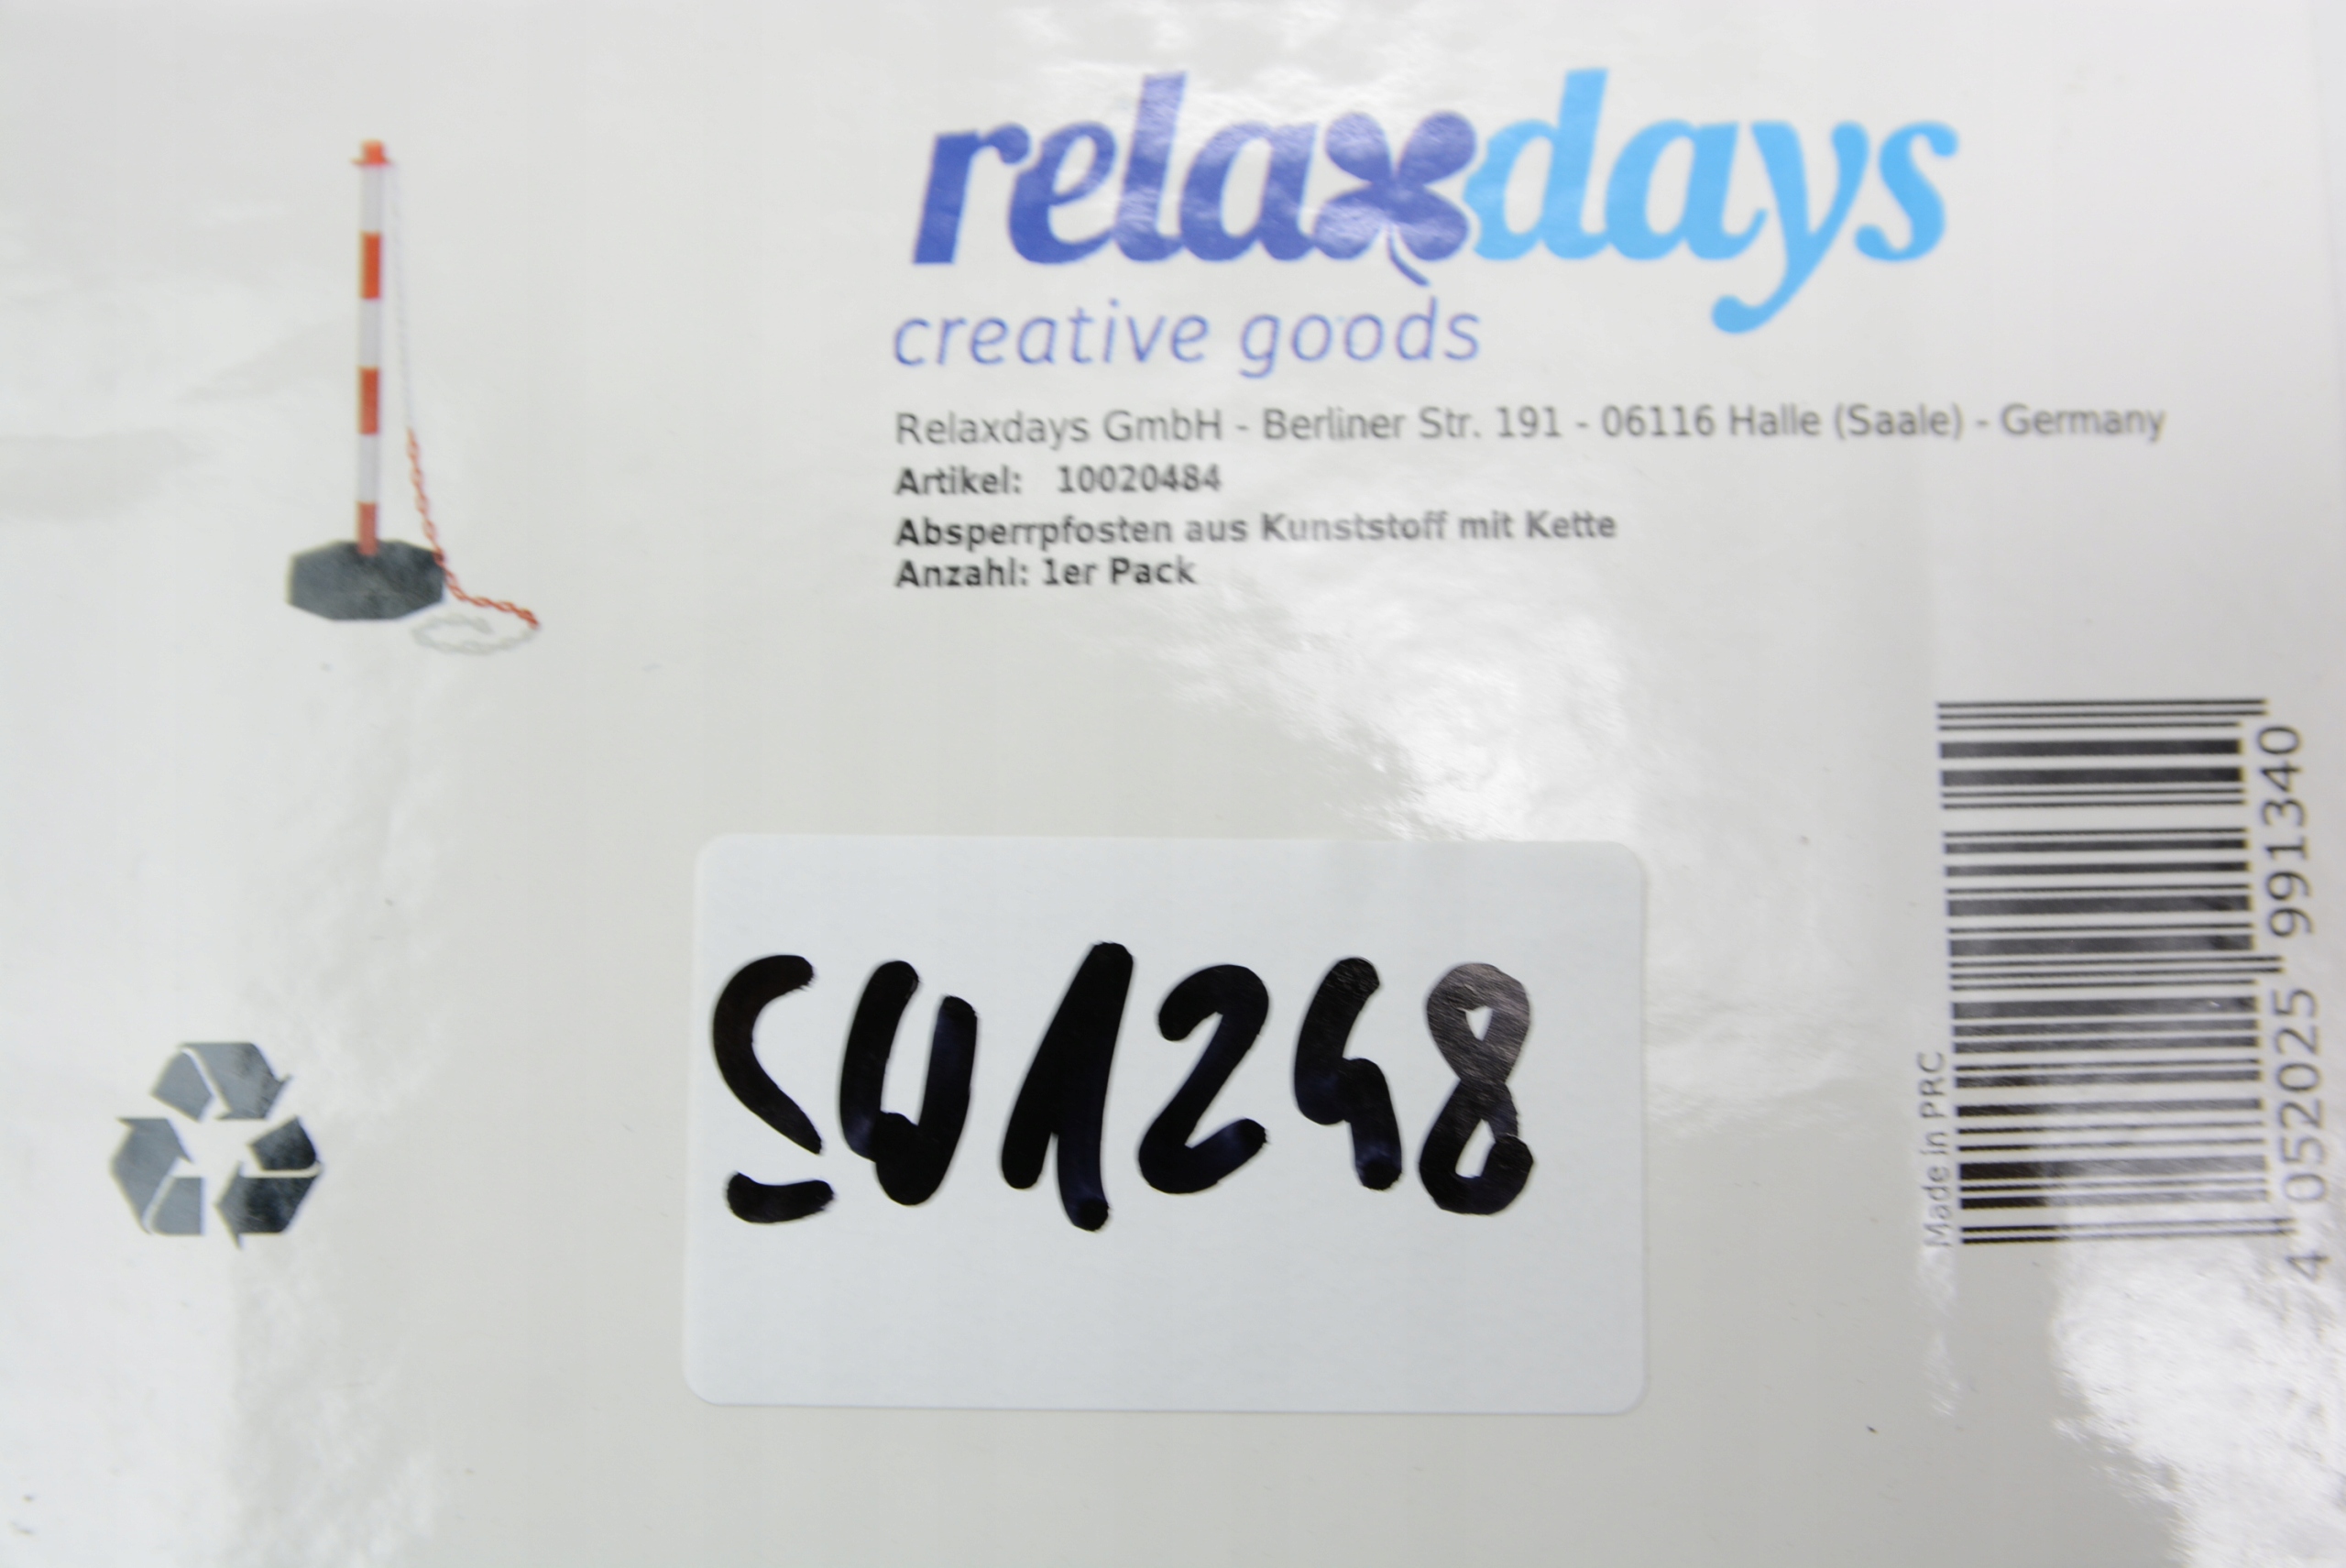 relaxdays
creative goods
Relaxdays GmbH - Berliner Str. 191 - 06116 Halle (Saale) - Germany
Artikel: 10020484
Absperrpfosten aus Kunststoff mit Kette
Anzahl: 1er Pack
SU1248
Made in PRC
4 052025 991340